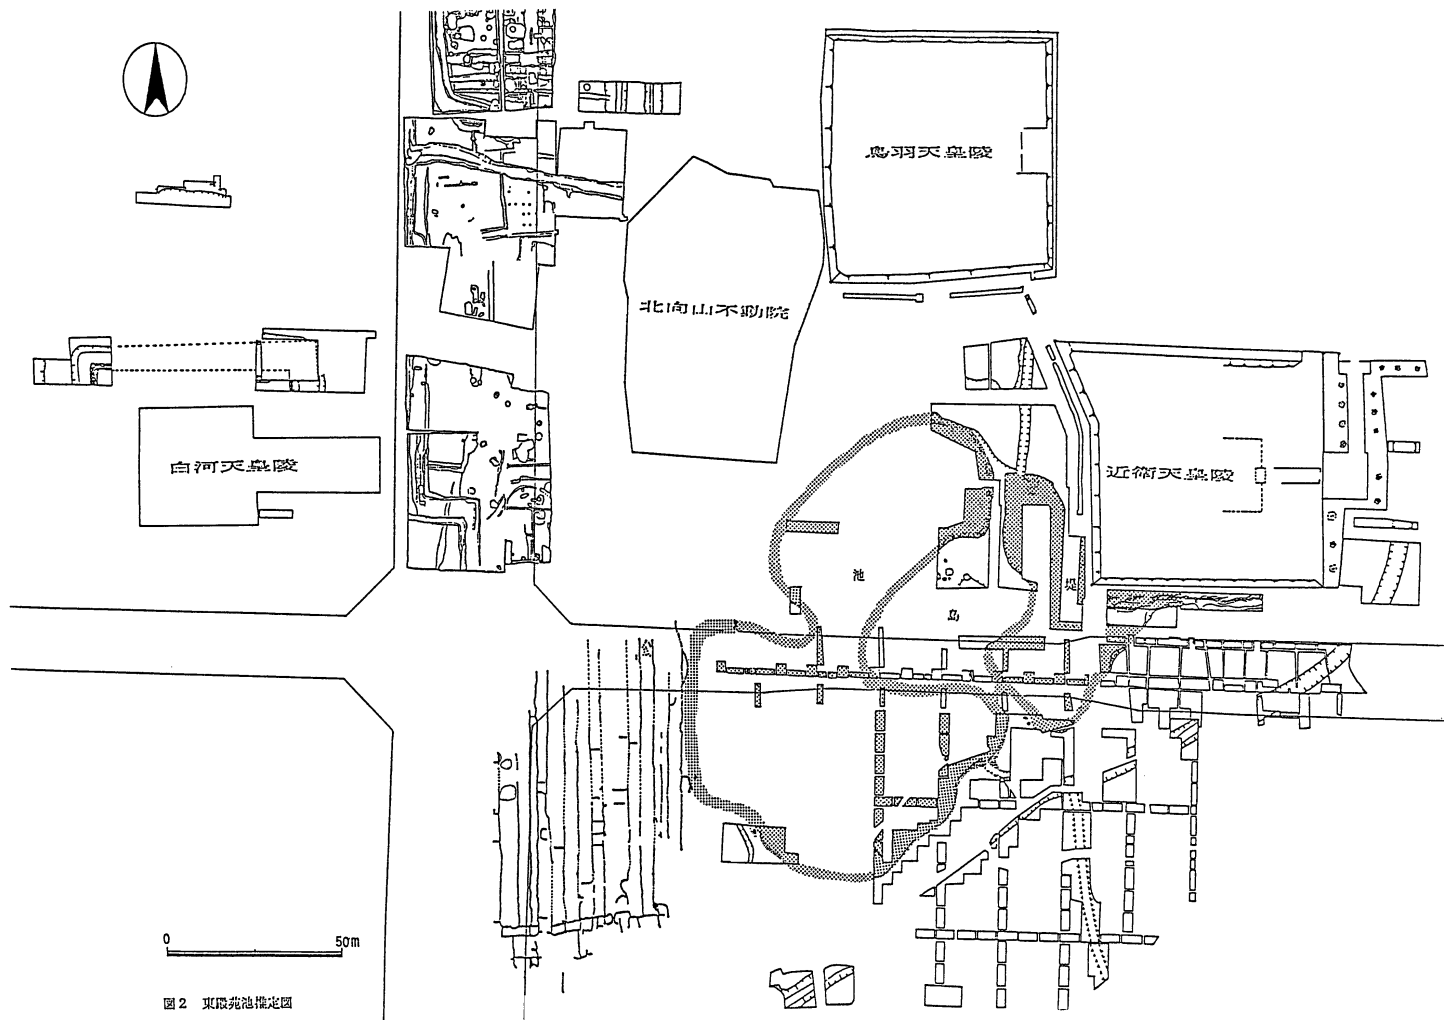 鳥羽天皇陵
北向山不動院
近衛天皇陵
白河天皇陵
池
島
堤
0 50m
図2 東殿苑池推定図